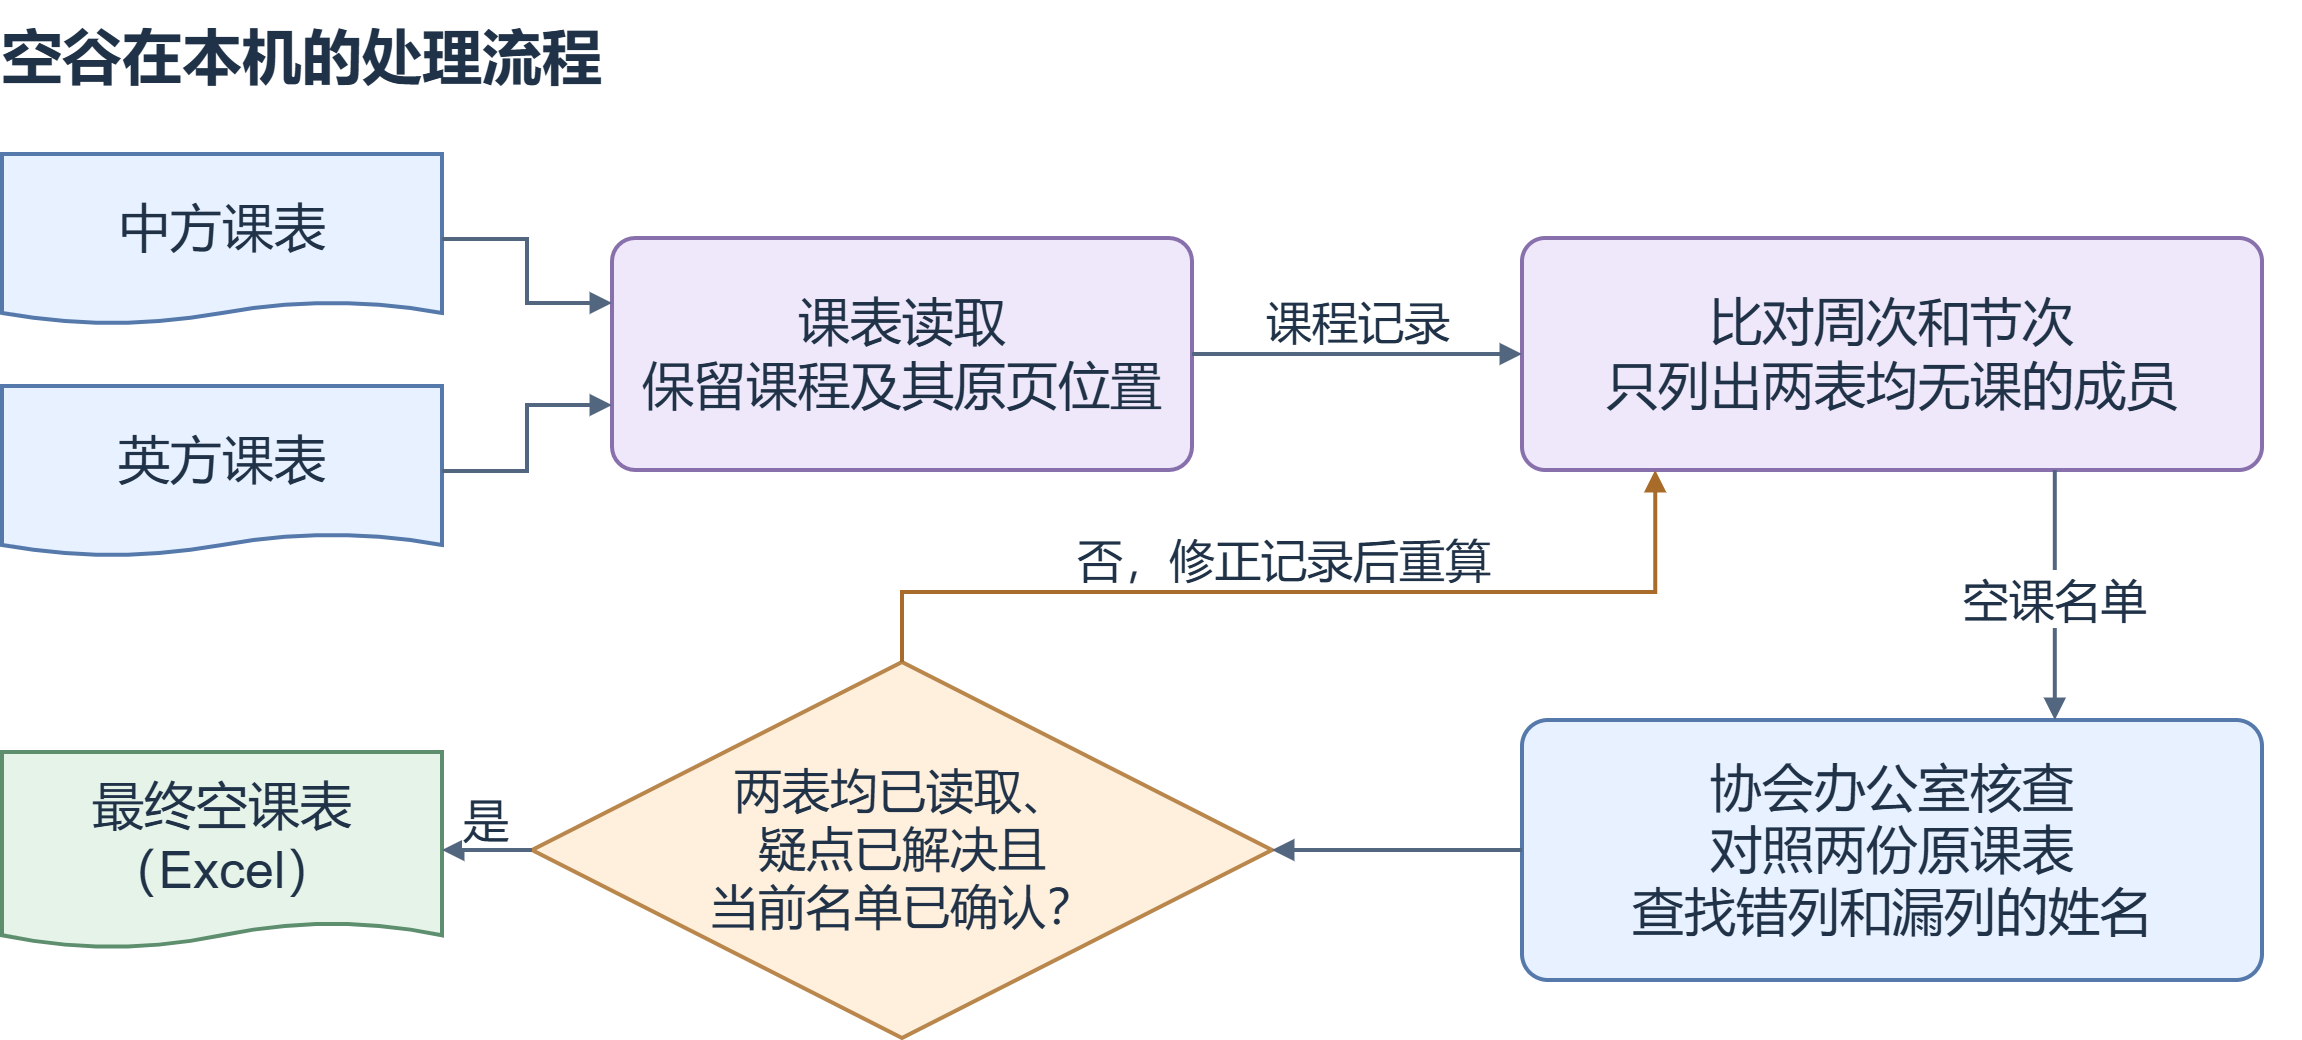 空谷在本机的处理流程
中方课表
英方课表
课表读取
保留课程及其原页位置
课程记录
比对周次和节次
只列出两表均无课的成员
否，修正记录后重算
空课名单
协会办公室核查
对照两份原课表
查找错列和漏列的姓名
两表均已读取、
疑点已解决且
当前名单已确认？
是
最终空课表
（Excel）